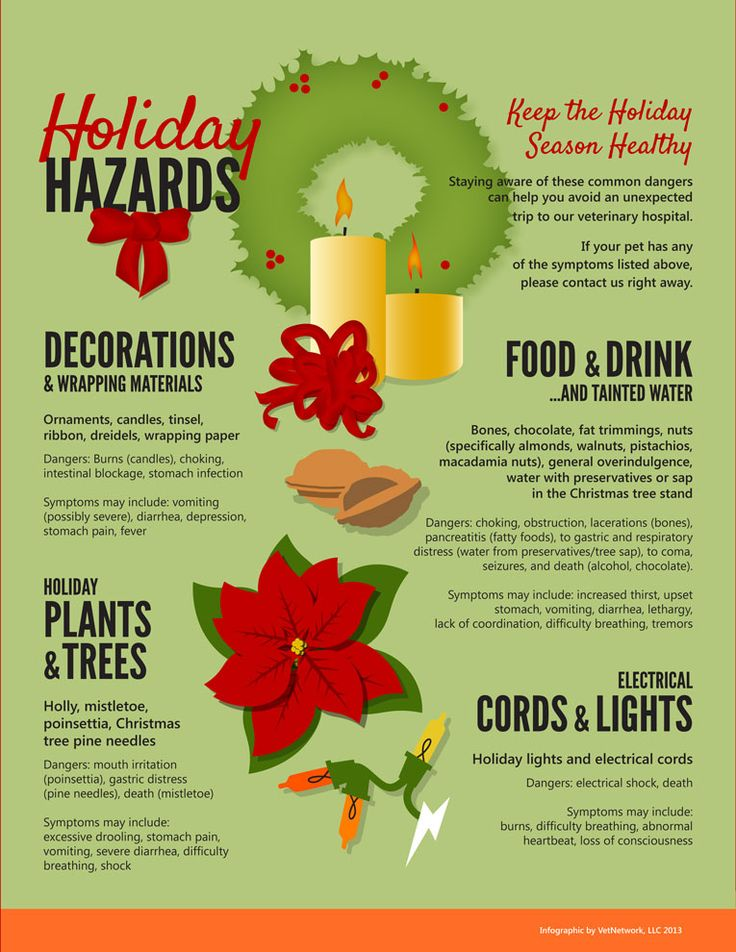 Holiday
HAZARDS
Keep the Holiday
Season Healthy
Staying aware of these common dangers
can help you avoid an unexpected
trip to our veterinary hospital.
If your pet has any
of the symptoms listed above,
please contact us right away.
DECORATIONS
& WRAPPING MATERIALS
Ornaments, candles, tinsel,
ribbon, dreidels, wrapping paper
Dangers: Burns (candles), choking,
intestinal blockage, stomach infection
Symptoms may include: vomiting
(possibly severe), diarrhea, depression,
stomach pain, fever
FOOD & DRINK
...AND TAINTED WATER
Bones, chocolate, fat trimmings, nuts
(specifically almonds, walnuts, pistachios,
macadamia nuts), general overindulgence,
water with preservatives or sap
in the Christmas tree stand
Dangers: choking, obstruction, lacerations (bones),
pancreatitis (fatty foods), to gastric and respiratory
distress (water from preservatives/tree sap), to coma,
seizures, and death (alcohol, chocolate).
Symptoms may include: increased thirst, upset
stomach, vomiting, diarrhea, lethargy,
lack of coordination, difficulty breathing, tremors
HOLIDAY
PLANTS
& TREES
Holly, mistletoe,
poinsettia, Christmas
tree pine needles
Dangers: mouth irritation
(poinsettia), gastric distress
(pine needles), death (mistletoe)
Symptoms may include:
excessive drooling, stomach pain,
vomiting, severe diarrhea, difficulty
breathing, shock
ELECTRICAL
CORDS & LIGHTS
Holiday lights and electrical cords
Dangers: electrical shock, death
Symptoms may include:
burns, difficulty breathing, abnormal
heartbeat, loss of consciousness
Infographic by VetNetwork, LLC 2013